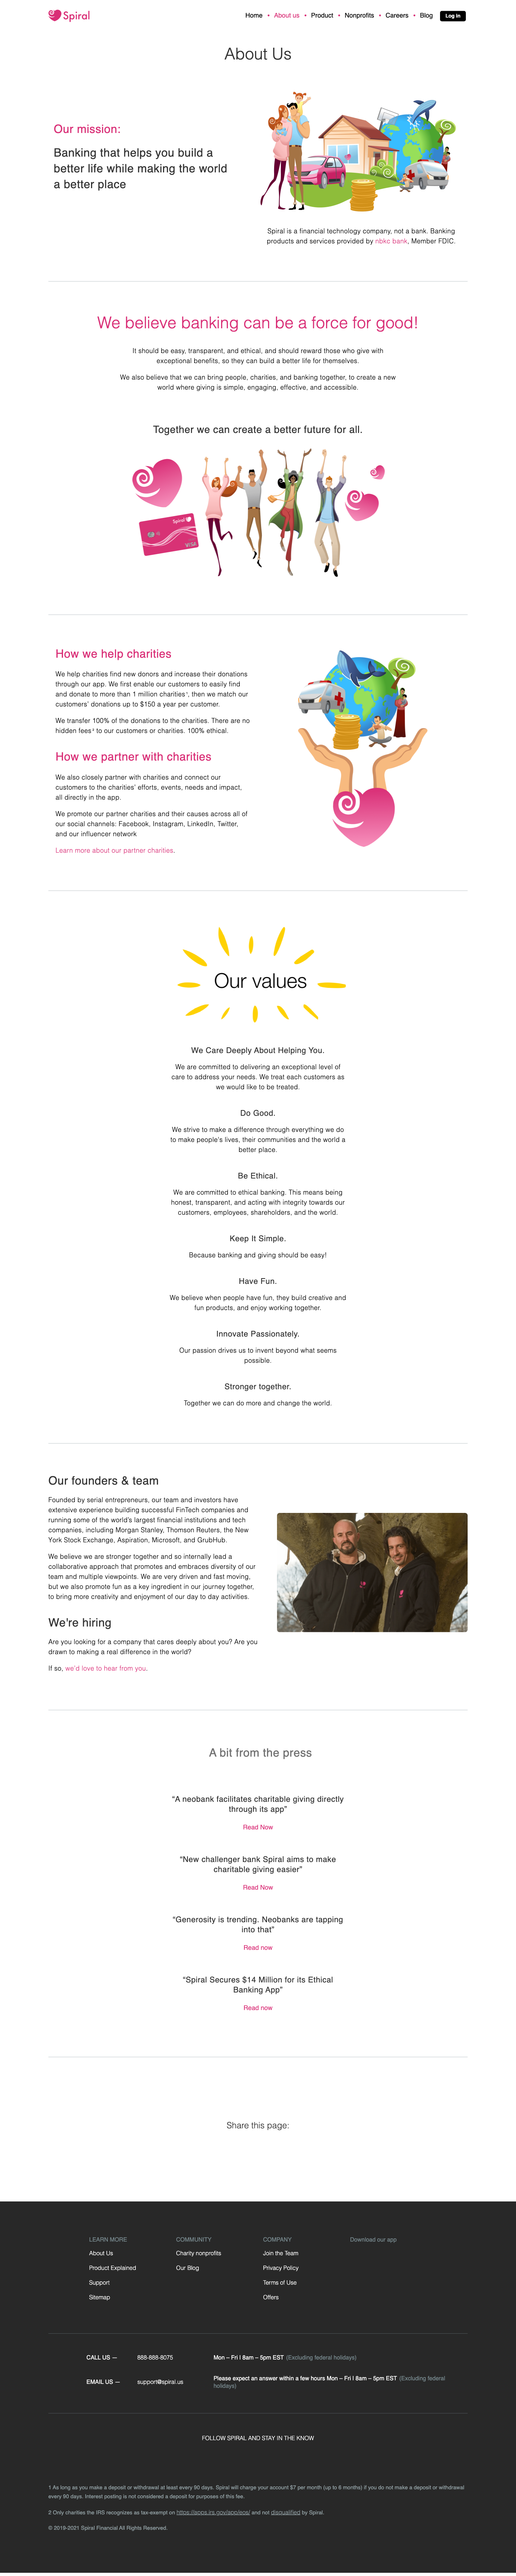 Spiral
Home • About us • Product • Nonprofits • Careers • Blog Log in
About Us
Our mission:
Banking that helps you build a
better life while making the world
a better place
Spiral is a financial technology company, not a bank. Banking
products and services provided by nbkc bank, Member FDIC.
We believe banking can be a force for good!
It should be easy, transparent, and ethical, and should reward those who give with
exceptional benefits, so they can build a better life for themselves.
We also believe that we can bring people, charities, and banking together, to create a new
world where giving is simple, engaging, effective, and accessible.
Together we can create a better future for all.
Spiral
VISA
How we help charities
We help charities find new donors and increase their donations
through our app. We first enable our customers to easily find
and donate to more than 1 million charities², then we match our
customers' donations up to $150 a year per customer.
We transfer 100% of the donations to the charities. There are no
hidden fees¹ to our customers or charities. 100% ethical.
How we partner with charities
We also closely partner with charities and connect our
customers to the charities' efforts, events, needs and impact,
all directly in the app.
We promote our partner charities and their causes across all of
our social channels: Facebook, Instagram, LinkedIn, Twitter,
and our influencer network
Learn more about our partner charities.
Our values
We Care Deeply About Helping You.
We are committed to delivering an exceptional level of
care to address your needs. We treat each customers as
we would like to be treated.
Do Good.
We strive to make a difference through everything we do
to make people's lives, their communities and the world a
better place.
Be Ethical.
We are committed to ethical banking. This means being
honest, transparent, and acting with integrity towards our
customers, employees, shareholders, and the world.
Keep It Simple.
Because banking and giving should be easy!
Have Fun.
We believe when people have fun, they build creative and
fun products, and enjoy working together.
Innovate Passionately.
Our passion drives us to invent beyond what seems
possible.
Stronger together.
Together we can do more and change the world.
Our founders & team
Founded by serial entrepreneurs, our team and investors have
extensive experience building successful FinTech companies and
running some of the world's largest financial institutions and tech
companies, including Morgan Stanley, Thomson Reuters, the New
York Stock Exchange, Aspiration, Microsoft, and GrubHub.
We believe we are stronger together and so internally lead a
collaborative approach that promotes and embraces diversity of our
team and multiple viewpoints. We are very driven and fast moving,
but we also promote fun as a key ingredient in our journey together,
to bring more creativity and enjoyment of our day to day activities.
We're hiring
Are you looking for a company that cares deeply about you? Are you
drawn to making a real difference in the world?
If so, we'd love to hear from you.
A bit from the press
“A neobank facilitates charitable giving directly
through its app”
Read Now
“New challenger bank Spiral aims to make
charitable giving easier”
Read Now
“Generosity is trending. Neobanks are tapping
into that”
Read now
“Spiral Secures $14 Million for its Ethical
Banking App”
Read now
Share this page:
LEARN MORE COMMUNITY COMPANY Download our app
About Us Charity nonprofits Join the Team
Product Explained Our Blog Privacy Policy
Support Terms of Use
Sitemap Offers
CALL US — 888-888-8075 Mon – Fri l 8am – 5pm EST (Excluding federal holidays)
EMAIL US — support@spiral.us Please expect an answer within a few hours Mon – Fri l 8am – 5pm EST (Excluding federal
holidays)
FOLLOW SPIRAL AND STAY IN THE KNOW
1 As long as you make a deposit or withdrawal at least every 90 days. Spiral will charge your account $7 per month (up to 6 months) if you do not make a deposit or withdrawal
every 90 days. Interest posting is not considered a deposit for purposes of this fee.
2 Only charities the IRS recognizes as tax-exempt on https://apps.irs.gov/app/eos/ and not disqualified by Spiral.
© 2019-2021 Spiral Financial All Rights Reserved.